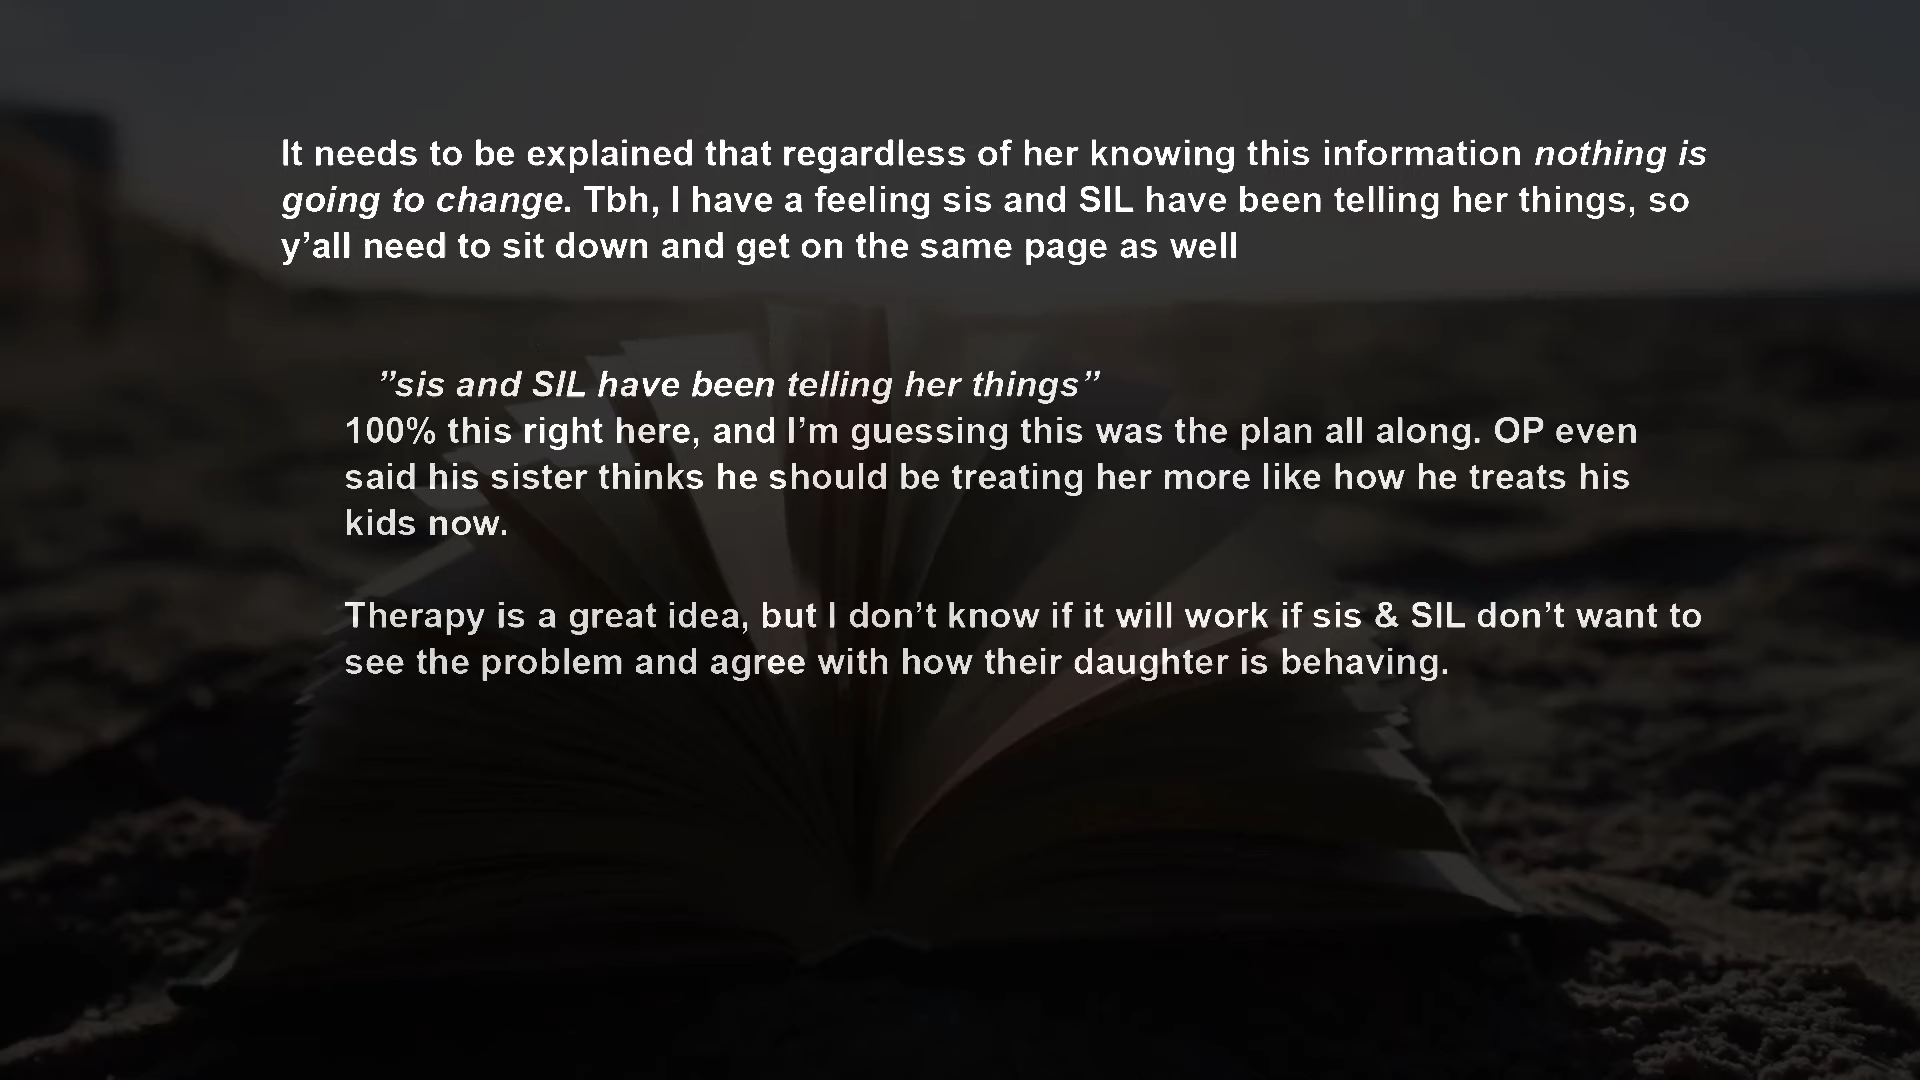 It needs to be explained that regardless of her knowing this information nothing is
going to change. Tbh, I have a feeling sis and SIL have been telling her things, so
y’all need to sit down and get on the same page as well
”sis and SIL have been telling her things”
100% this right here, and I’m guessing this was the plan all along. OP even
said his sister thinks he should be treating her more like how he treats his
kids now.
Therapy is a great idea, but I don’t know if it will work if sis & SIL don’t want to
see the problem and agree with how their daughter is behaving.